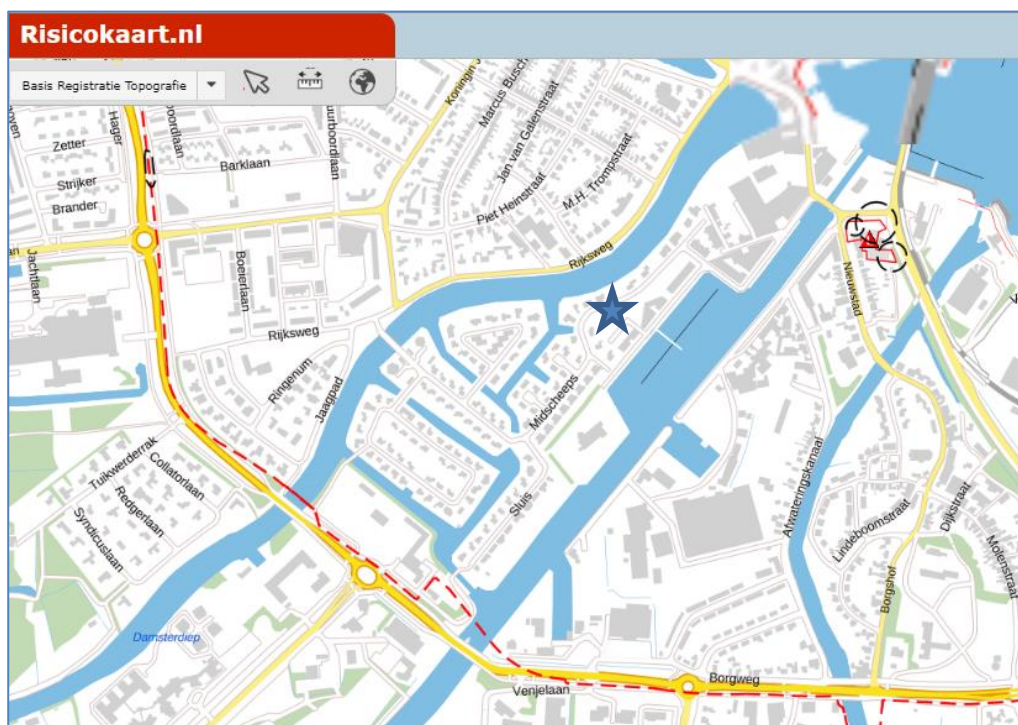 Risicokaart.nl
Basis Registratie Topografie
Hager
Zetter
Strijker
Brander
Jachtlaan
Barklaan
Boeierlaan
Rijksweg
Ringenum
Jaagpad
Marcus Busch
Jan van Galenstraat
Piet Heinstraat
M.H. Trompstraat
Rijksweg
Nieuwstad
Midscheeps
Sluis
Tuikwerderrak
Collatorlaan
Redgerlaan
Syndicuslaan
Damsterdiep
Afwateringskanaal
Lindeboomstraat
Dijkstraat
Molenstraat
Borgshof
Borgweg
Venjelaan